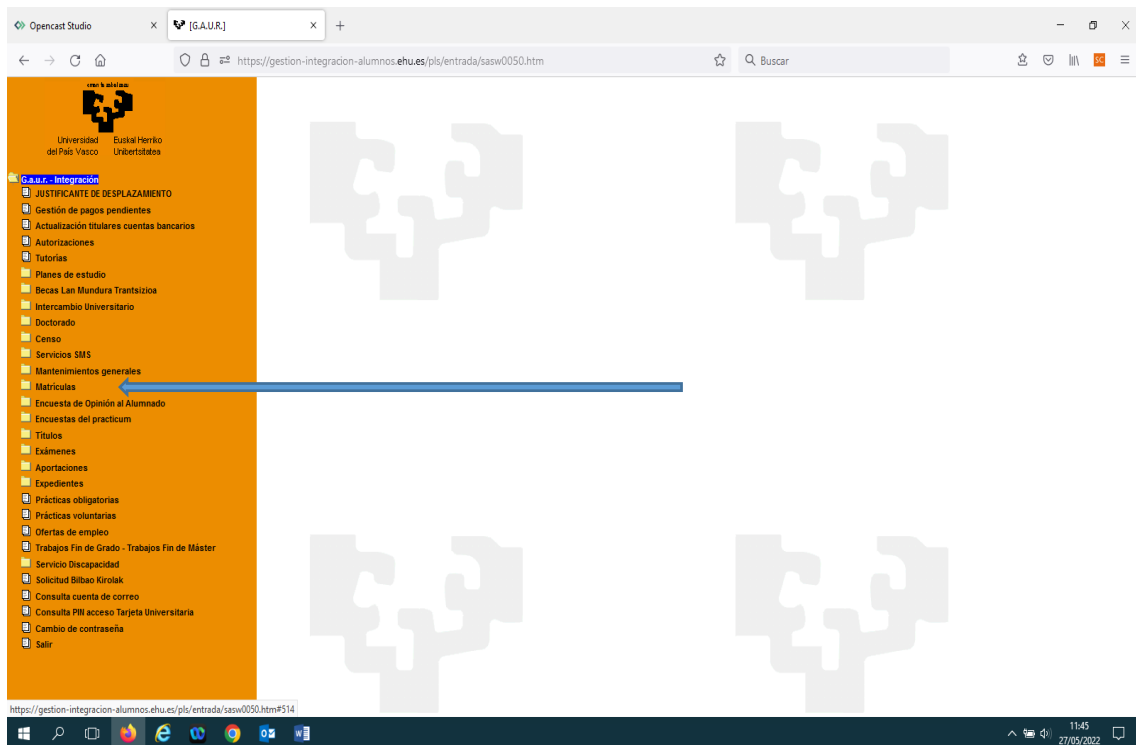 Opencast Studio
[G.A.U.R.]
https://gestion-integracion-alumnos.ehu.es/pls/entrada/sasw0050.htm
Buscar
SC
Universidad
del País Vasco
Euskal Herriko
Unibertsitatea
G.a.u.r. - Integración
JUSTIFICANTE DE DESPLAZAMIENTO
Gestión de pagos pendientes
Actualización titulares cuentas bancarios
Autorizaciones
Tutorías
Planes de estudio
Becas Lan Mundura Trantsizioa
Intercambio Universitario
Doctorado
Censo
Servicios SMS
Mantenimientos generales
Matrículas
Encuesta de Opinión al Alumnado
Encuestas del practicum
Títulos
Exámenes
Aportaciones
Expedientes
Prácticas obligatorias
Prácticas voluntarias
Ofertas de empleo
Trabajos Fin de Grado - Trabajos Fin de Máster
Servicio Discapacidad
Solicitud Bilbao Kirolak
Consulta cuenta de correo
Consulta PIN acceso Tarjeta Universitaria
Cambio de contraseña
Salir
https://gestion-integracion-alumnos.ehu.es/pls/entrada/sasw0050.htm#514
11:45
27/05/2022